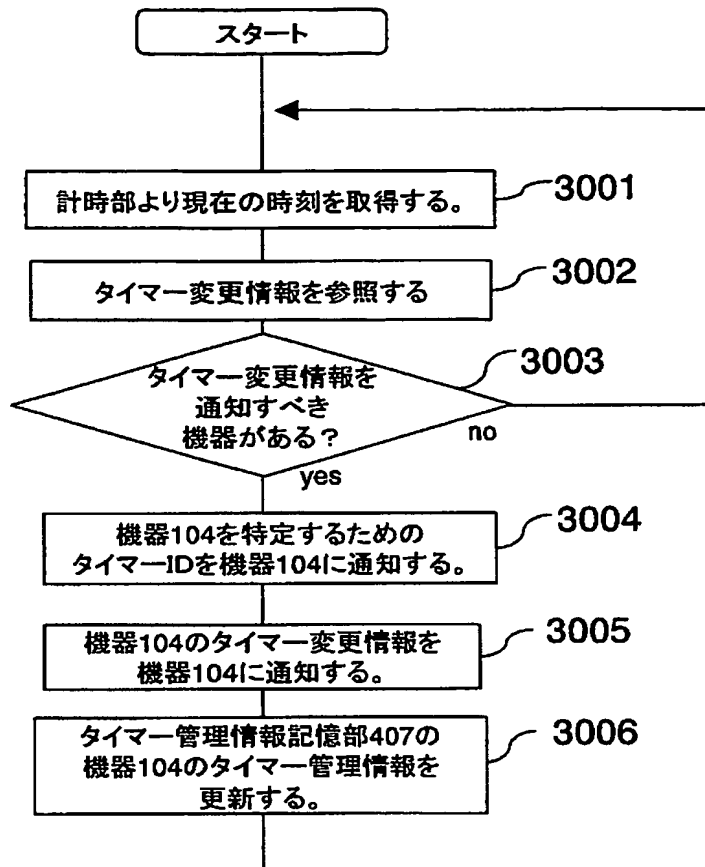 スタート
計時部より現在の時刻を取得する。
3001
タイマー変更情報を参照する
3002
タイマー変更情報を
通知すべき
機器がある？
3003
no
yes
機器104を特定するための
タイマーIDを機器104に通知する。
3004
機器104のタイマー変更情報を
機器104に通知する。
3005
タイマー管理情報記憶部407の
機器104のタイマー管理情報を
更新する。
3006